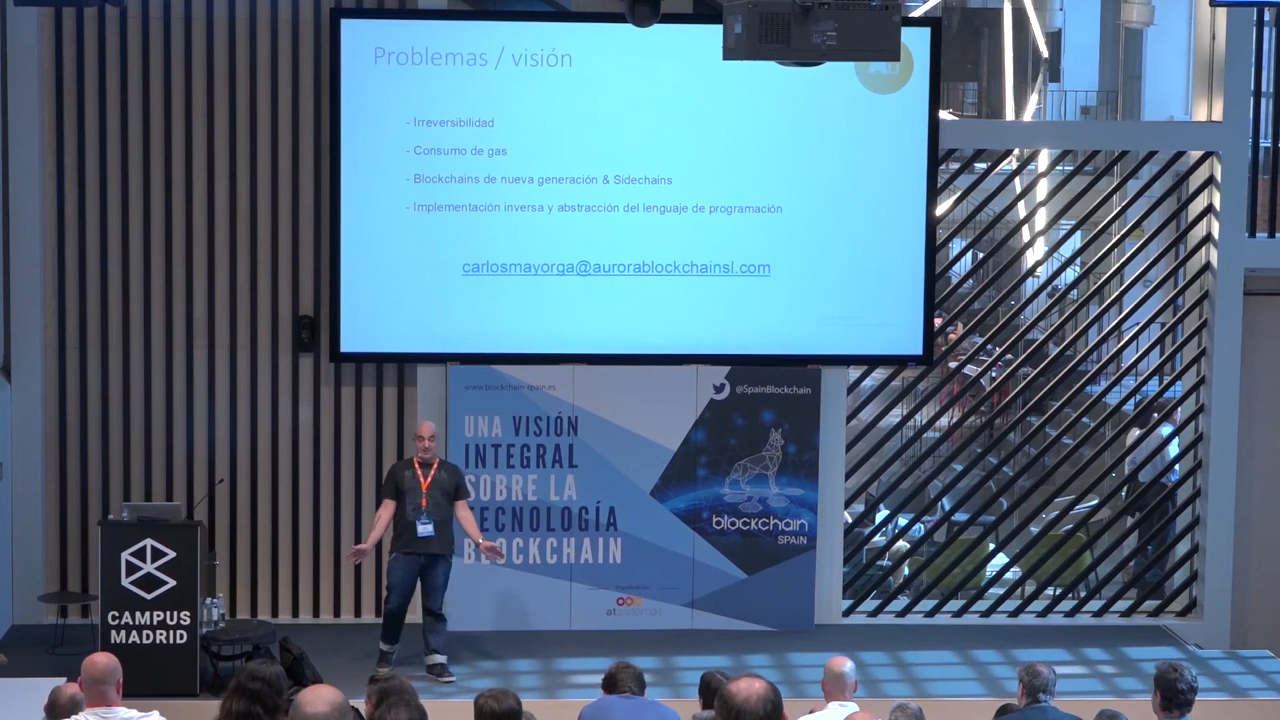 Problemas / visión
- Irreversibilidad
- Consumo de gas
- Blockchains de nueva generación & Sidechains
- Implementación inversa y abstracción del lenguaje de programación
carlosmayorga@aurorablockchainsl.com
www.blockchain-spain.es
@SpainBlockchain
UNA VISIÓN
INTEGRAL
SOBRE LA
TECNOLOGÍA
BLOCKCHAIN
blockchain
SPAIN
atSistemas
CAMPUS
MADRID